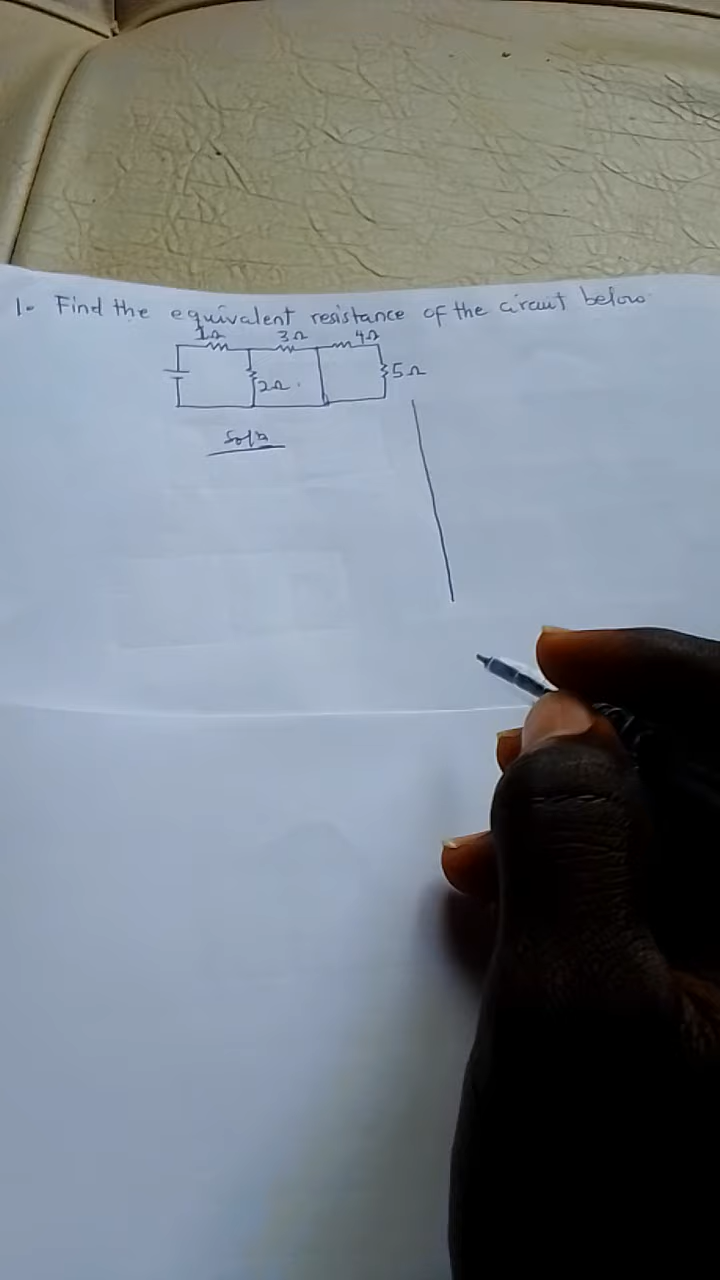 1. Find the equivalent resistance of the circuit below
1Ω 3Ω 4Ω
2Ω 5Ω
Soln